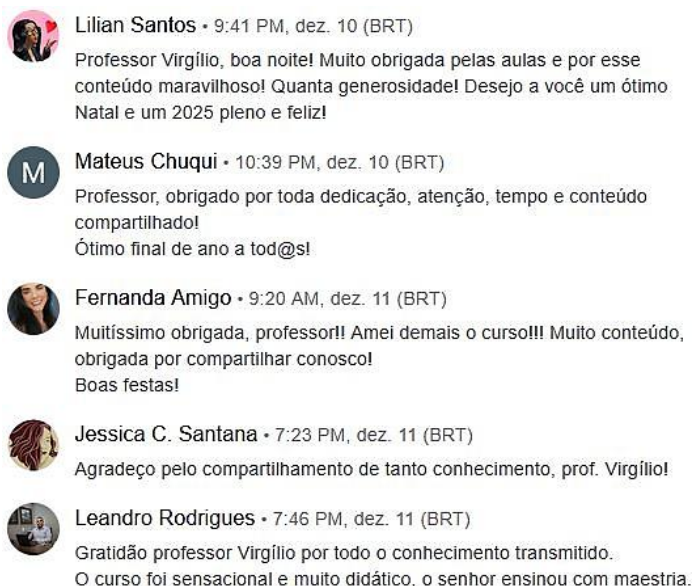 Lilian Santos • 9:41 PM, dez. 10 (BRT)
Professor Virgílio, boa noite! Muito obrigada pelas aulas e por esse
conteúdo maravilhoso! Quanta generosidade! Desejo a você um ótimo
Natal e um 2025 pleno e feliz!
M
Mateus Chuqui • 10:39 PM, dez. 10 (BRT)
Professor, obrigado por toda dedicação, atenção, tempo e conteúdo
compartilhado!
Ótimo final de ano a tod@s!
Fernanda Amigo • 9:20 AM, dez. 11 (BRT)
Muitíssimo obrigada, professor!! Amei demais o curso!!! Muito conteúdo,
obrigada por compartilhar conosco!
Boas festas!
Jessica C. Santana • 7:23 PM, dez. 11 (BRT)
Agradeço pelo compartilhamento de tanto conhecimento, prof. Virgílio!
Leandro Rodrigues • 7:46 PM, dez. 11 (BRT)
Gratidão professor Virgílio por todo o conhecimento transmitido.
O curso foi sensacional e muito didático, o senhor ensinou com maestria.